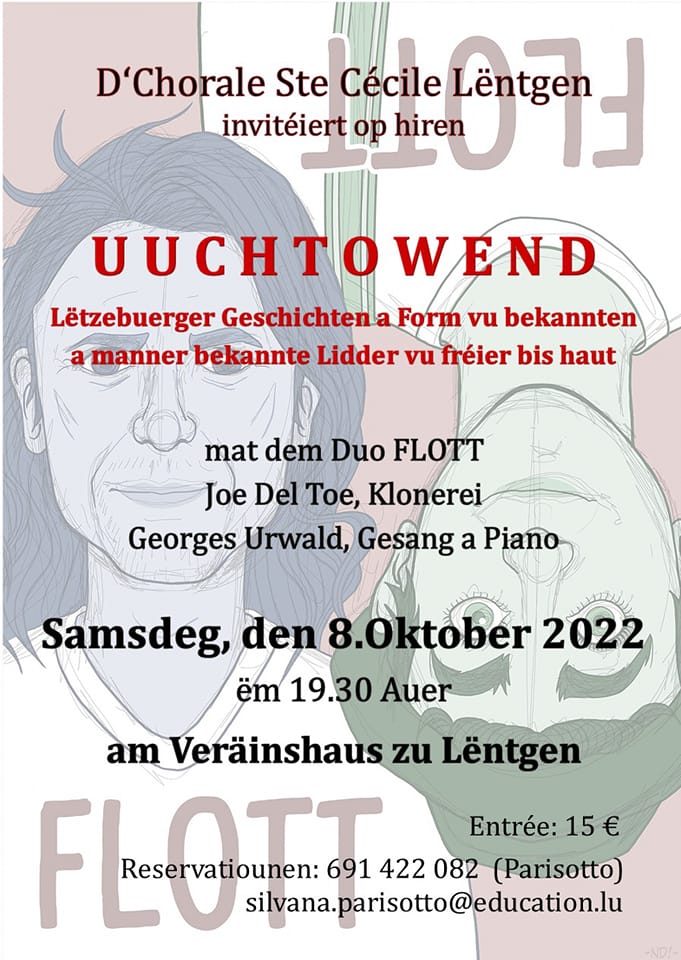 FLOTT
D'Chorale Ste Cécile Lëntgen
invitéiert op hiren
UUCHTOWEND
Lëtzebuerger Geschichten a Form vu bekannten
a manner bekannte Lidder vu fréier bis haut
mat dem Duo FLOTT
Joe Del Toe, Klonerei
Georges Urwald, Gesang a Piano
Samsdeg, den 8.Oktober 2022
ëm 19.30 Auer
am Veräinshaus zu Lëntgen
FLOTT
Entrée: 15 €
Reservatiounen: 691 422 082 (Parisotto)
silvana.parisotto@education.lu